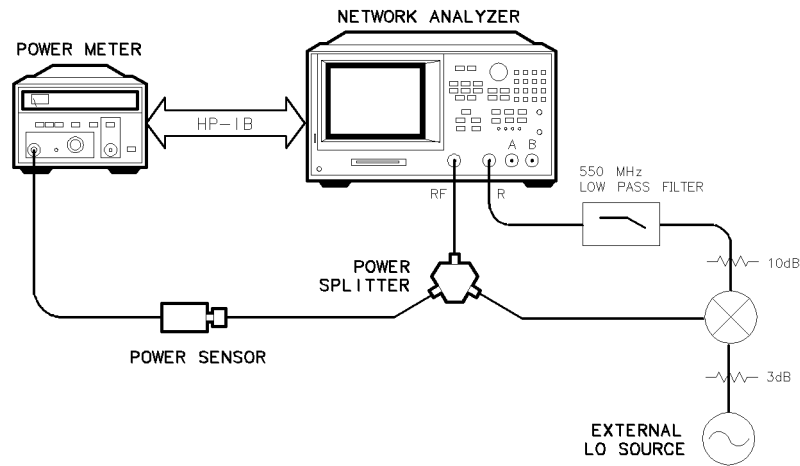 NETWORK ANALYZER
POWER METER
HP-IB
A B
RF
R
550 MHz
LOW PASS FILTER
10dB
POWER
SPLITTER
POWER SENSOR
3dB
EXTERNAL
LO SOURCE